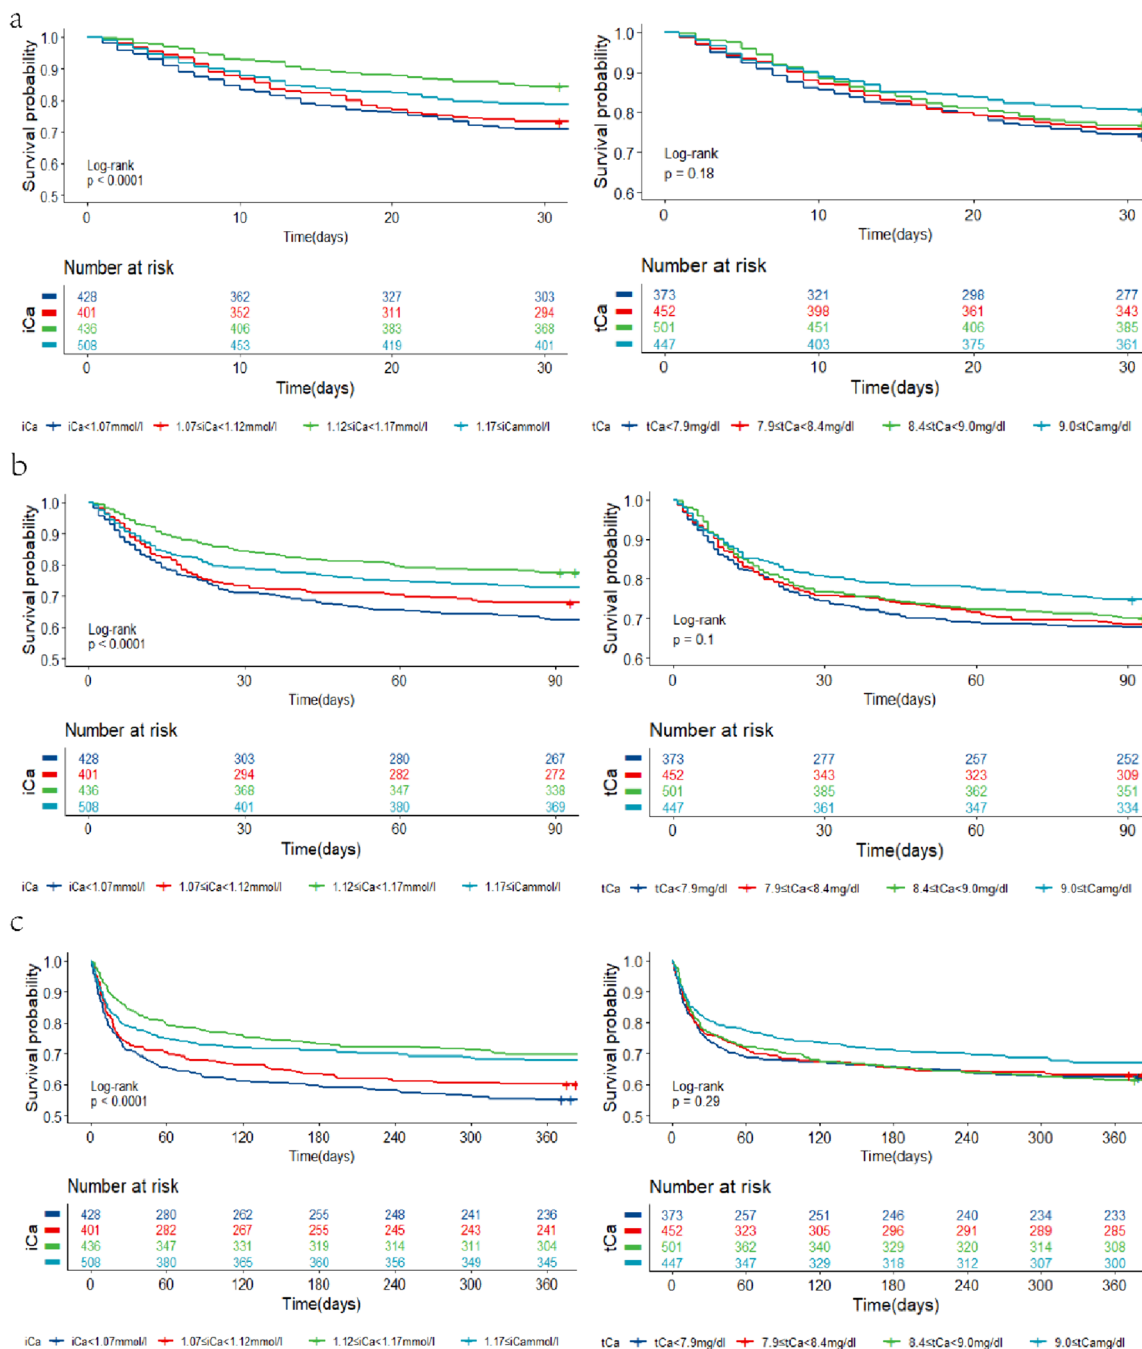 a
Survival probability
1.0
0.9
0.8
0.7
0.6
0.5
Log-rank
p < 0.0001
0 10 20 30
Time(days)
Number at risk
iCa
428 362 327 303
401 352 311 294
436 406 383 368
508 453 419 401
0 10 20 30
Time(days)
iCa iCa<1.07mmol/l 1.07≤iCa<1.12mmol/l 1.12≤iCa<1.17mmol/l 1.17≤iCammol/l
Survival probability
1.0
0.9
0.8
0.7
0.6
Log-rank
p = 0.18
0 10 20 30
Time(days)
Number at risk
tCa
373 321 298 277
452 398 361 343
501 451 406 385
447 403 375 361
0 10 20 30
Time(days)
tCa tCa<7.9mg/dl 7.9≤tCa<8.4mg/dl 8.4≤tCa<9.0mg/dl 9.0≤tCamg/dl
b
Survival probability
1.0
0.9
0.8
0.7
0.6
0.5
Log-rank
p < 0.0001
0 30 60 90
Time(days)
Number at risk
iCa
428 303 280 267
401 294 282 272
436 368 347 338
508 401 380 369
0 30 60 90
Time(days)
iCa iCa<1.07mmol/l 1.07≤iCa<1.12mmol/l 1.12≤iCa<1.17mmol/l 1.17≤iCammol/l
Survival probability
1.0
0.9
0.8
0.7
0.6
Log-rank
p = 0.1
0 30 60 90
Time(days)
Number at risk
tCa
373 277 257 252
452 343 323 309
501 385 362 351
447 361 347 334
0 30 60 90
Time(days)
tCa tCa<7.9mg/dl 7.9≤tCa<8.4mg/dl 8.4≤tCa<9.0mg/dl 9.0≤tCamg/dl
c
Survival probability
1.0
0.9
0.8
0.7
0.6
0.5
Log-rank
p < 0.0001
0 60 120 180 240 300 360
Time(days)
Number at risk
iCa
428 280 262 255 248 241 236
401 282 267 255 245 243 241
436 347 331 319 314 311 304
508 380 365 360 356 349 345
0 60 120 180 240 300 360
Time(days)
iCa iCa<1.07mmol/l 1.07≤iCa<1.12mmol/l 1.12≤iCa<1.17mmol/l 1.17≤iCammol/l
Survival probability
1.0
0.9
0.8
0.7
0.6
0.5
Log-rank
p = 0.29
0 60 120 180 240 300 360
Time(days)
Number at risk
tCa
373 257 251 246 240 234 233
452 323 305 296 291 289 285
501 362 340 329 320 314 308
447 347 329 318 312 307 300
0 60 120 180 240 300 360
Time(days)
tCa tCa<7.9mg/dl 7.9≤tCa<8.4mg/dl 8.4≤tCa<9.0mg/dl 9.0≤tCamg/dl